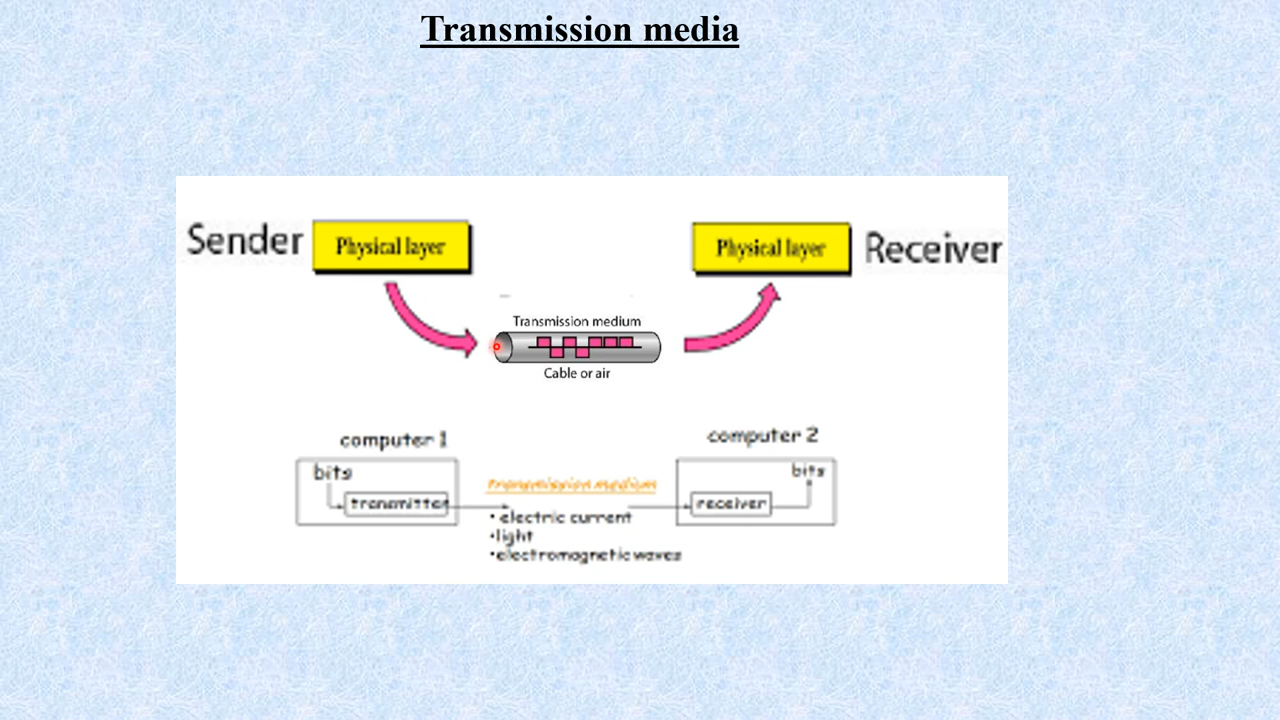 Transmission media
Sender
Physical layer
Physical layer
Receiver
Transmission medium
Cable or air
computer 1
computer 2
bits
transmitter
transmission medium
• electric current
•light
•electromagnetic waves
bits
receiver